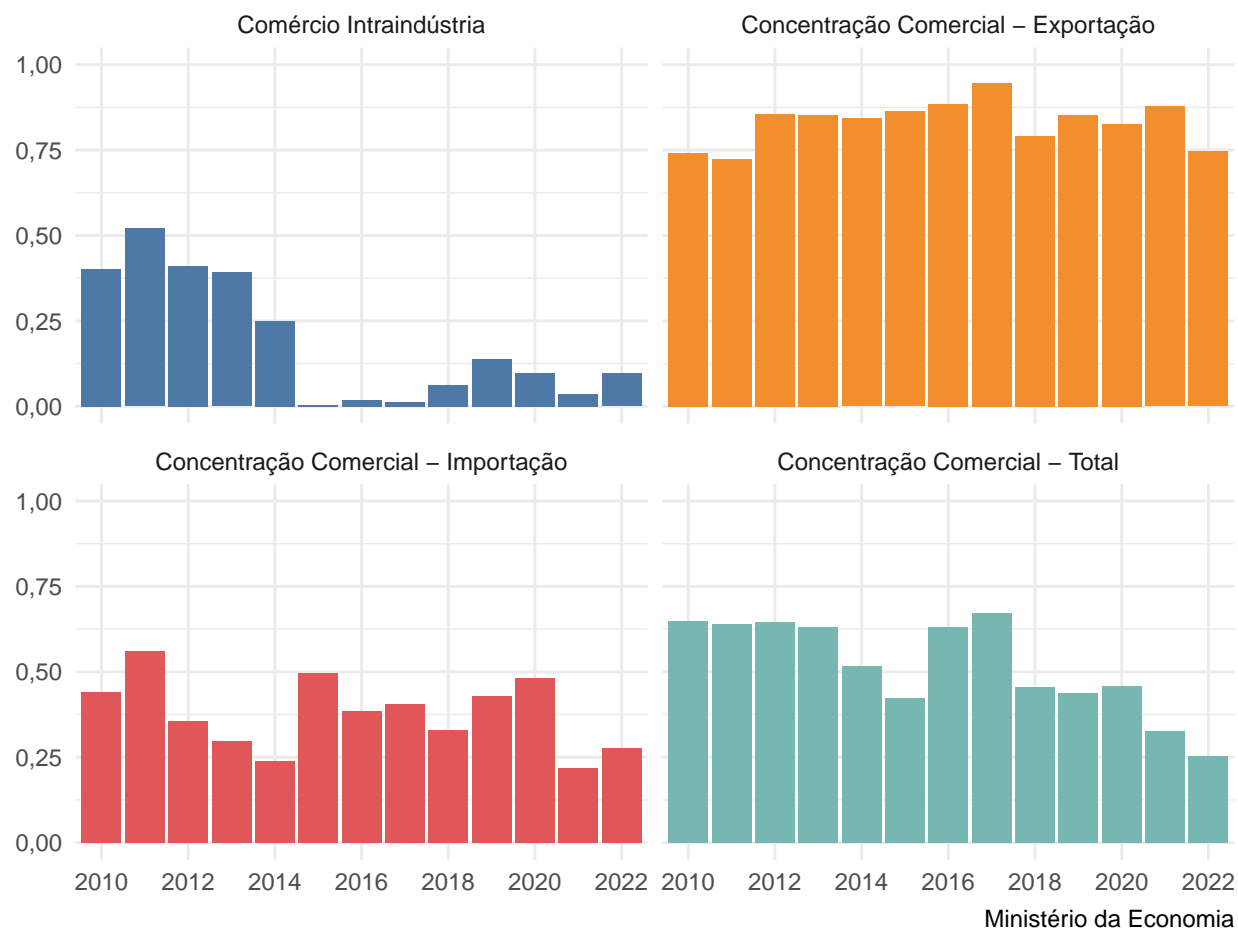 Comércio Intraindústria
Concentração Comercial – Exportação
1,00
0,75
0,50
0,25
0,00
Concentração Comercial – Importação
Concentração Comercial – Total
1,00
0,75
0,50
0,25
0,00
2010 2012 2014 2016 2018 2020 2022
2010 2012 2014 2016 2018 2020 2022
Ministério da Economia